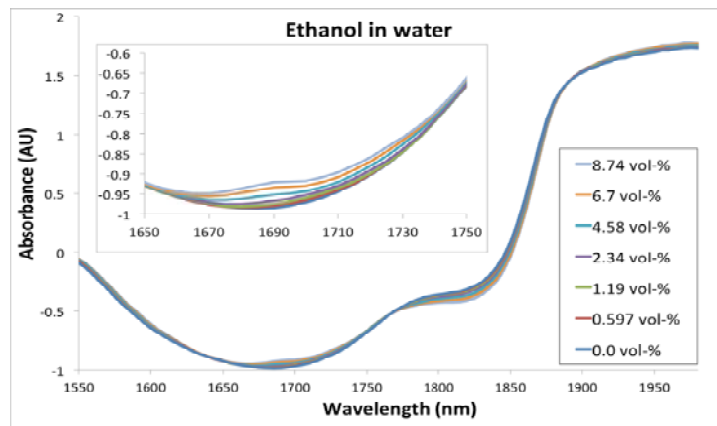 Ethanol in water
2
1.5
1
0.5
0
-0.5
-1
Absorbance (AU)
-0.6
-0.65
-0.7
-0.75
-0.8
-0.85
-0.9
-0.95
-1
1650 1670 1690 1710 1730 1750
8.74 vol-%
6.7 vol-%
4.58 vol-%
2.34 vol-%
1.19 vol-%
0.597 vol-%
0.0 vol-%
1550 1600 1650 1700 1750 1800 1850 1900 1950
Wavelength (nm)